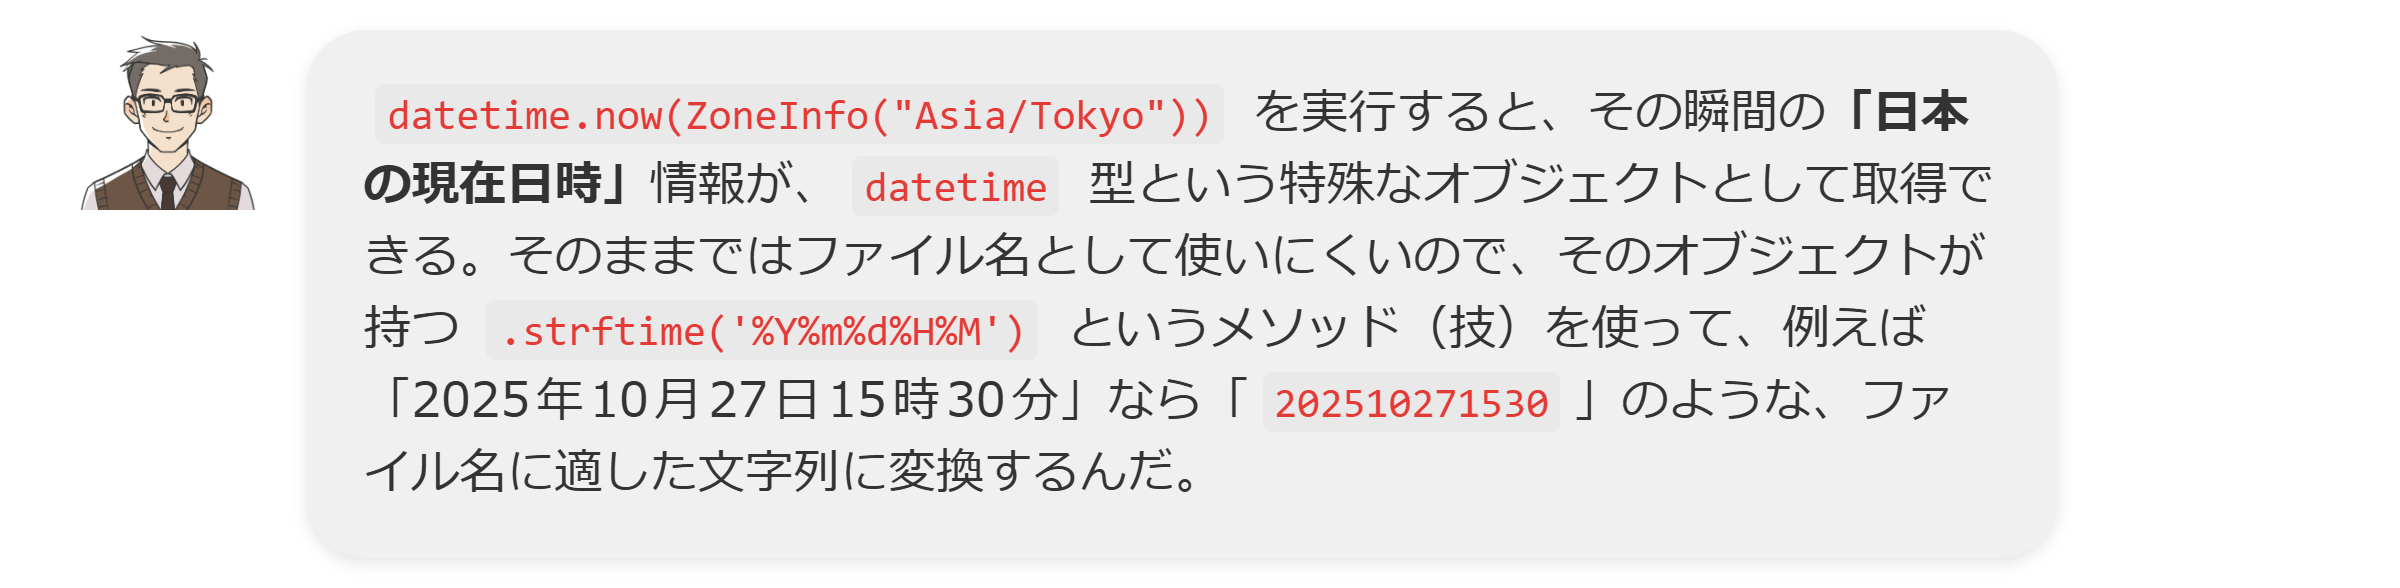 datetime.now(ZoneInfo("Asia/Tokyo")) を実行すると、その瞬間の「日本
の現在日時」情報が、 datetime 型という特殊なオブジェクトとして取得で
きる。そのままではファイル名として使いにくいので、そのオブジェクトが
持つ .strftime('%Y%m%d%H%M') というメソッド（技）を使って、例えば
「2025年10月27日15時30分」なら「 202510271530 」のような、ファ
イル名に適した文字列に変換するんだ。